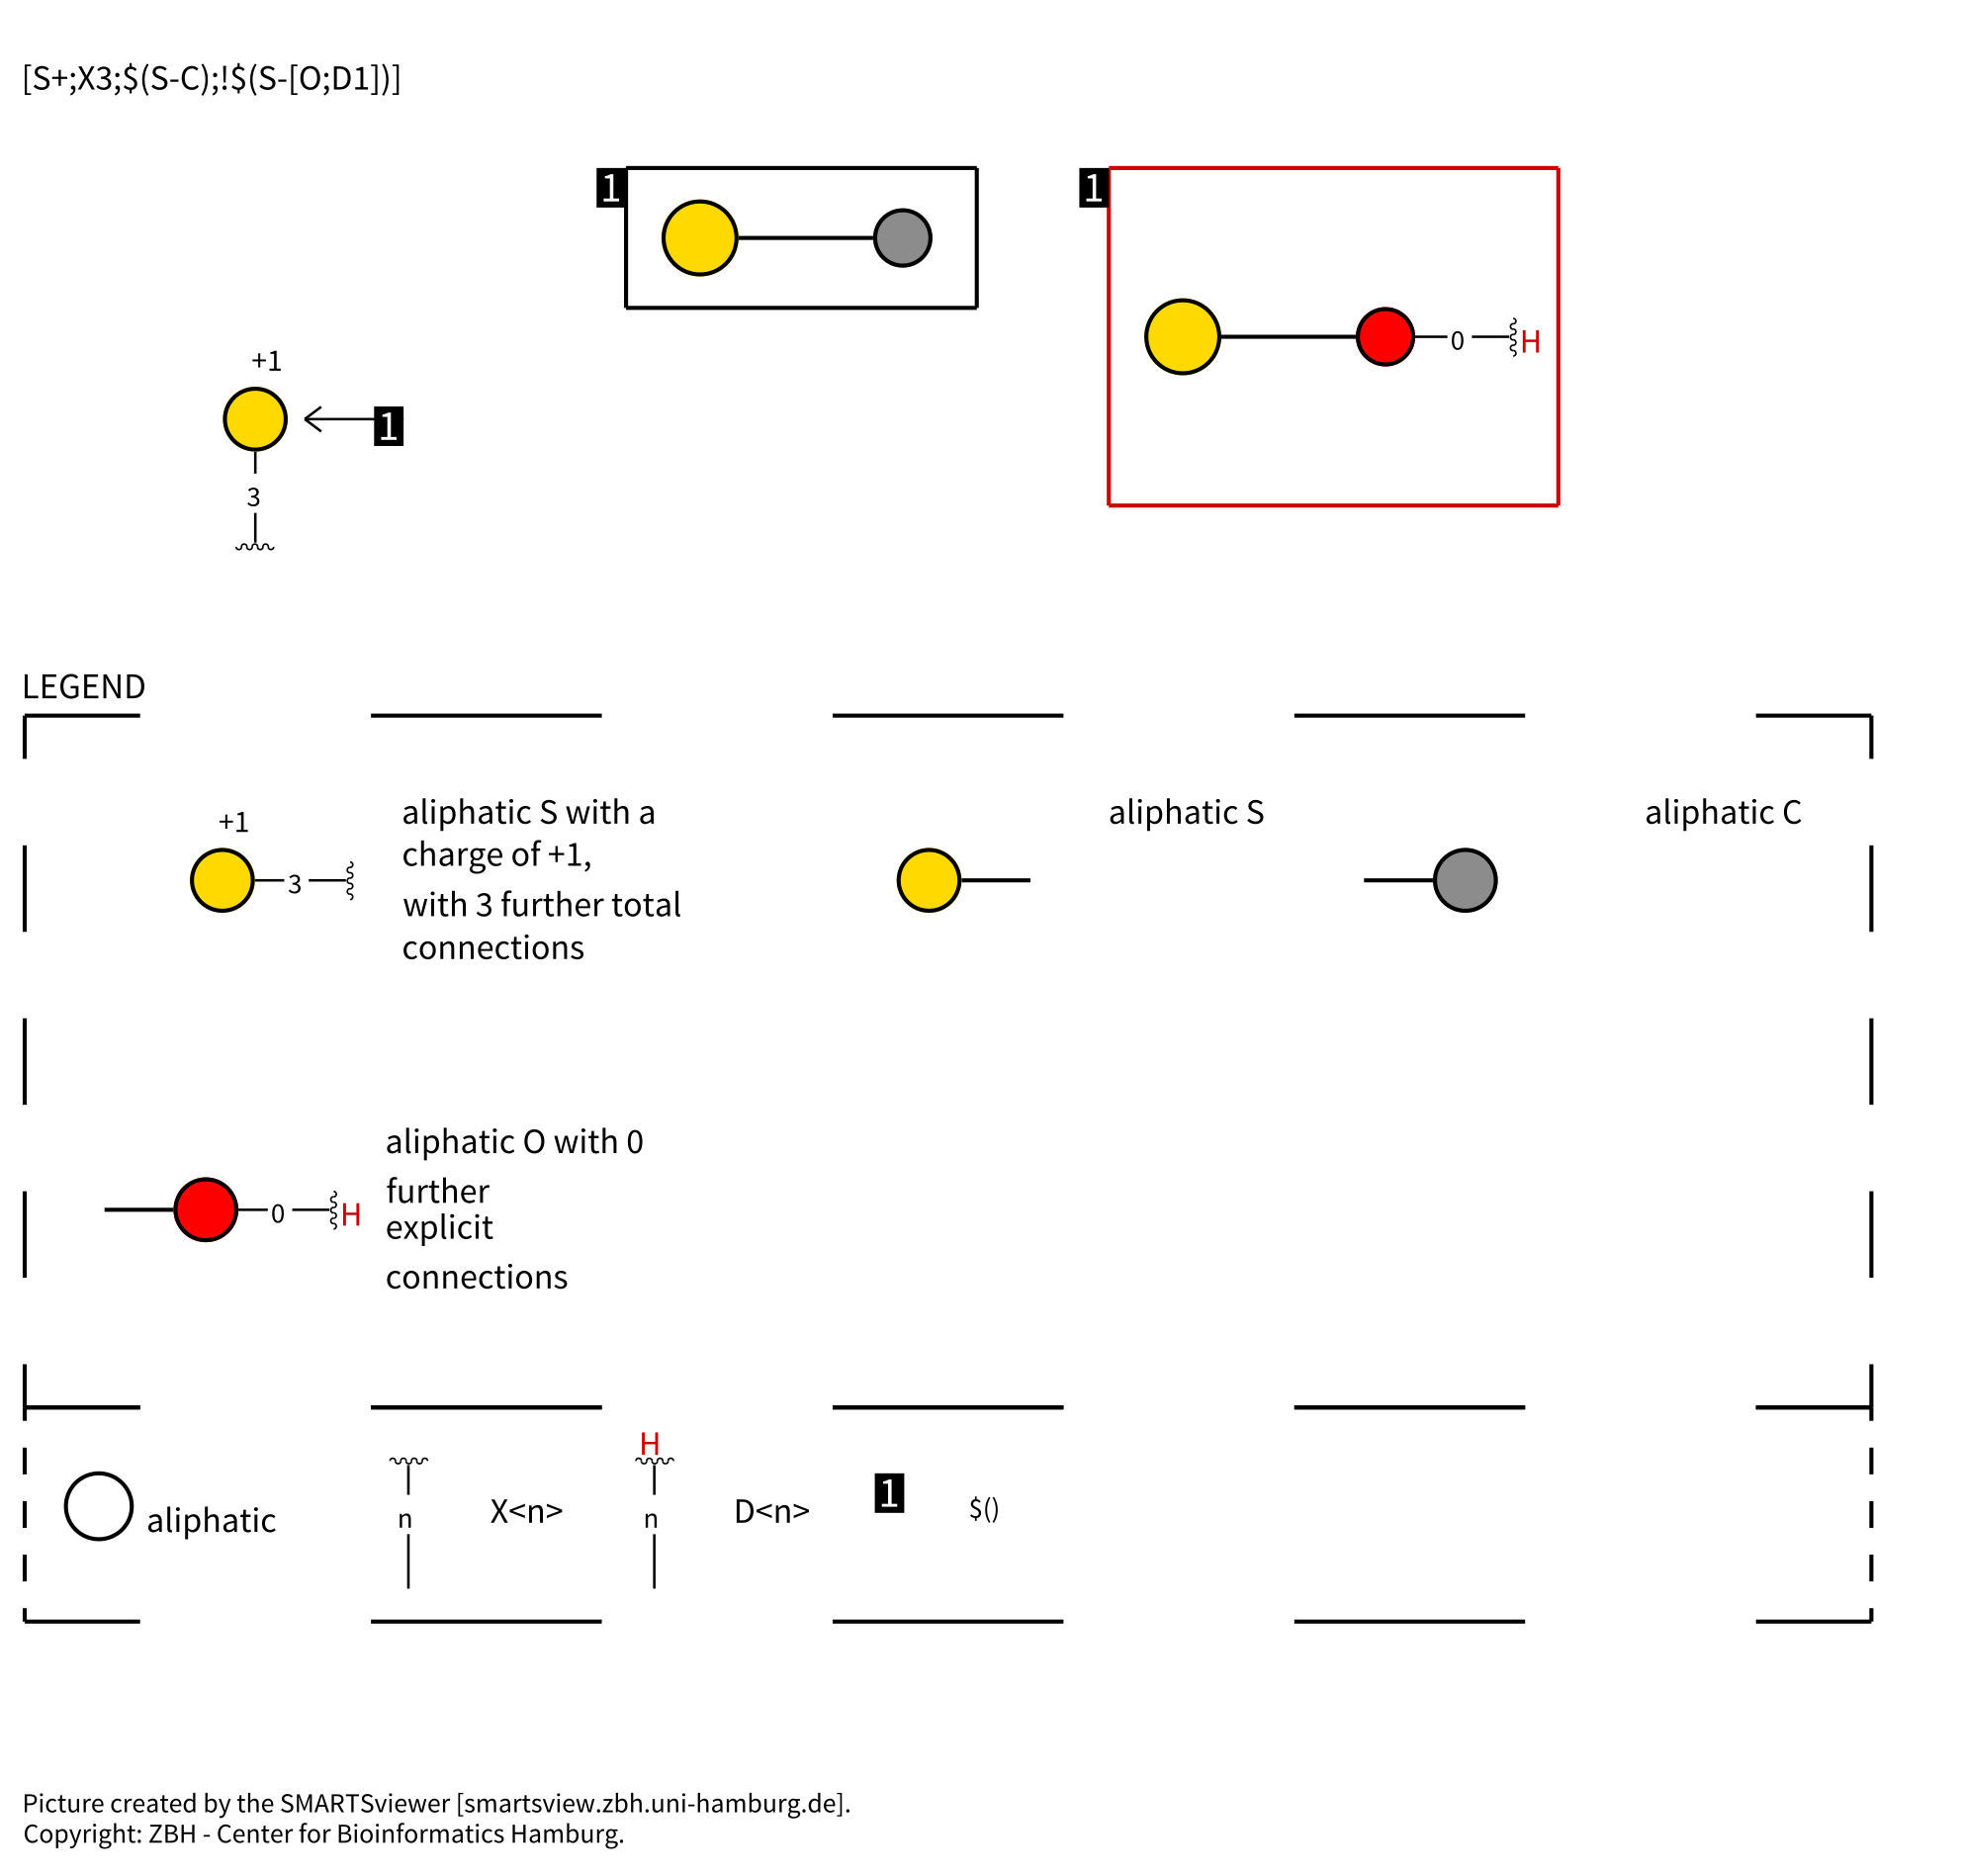 [S+;X3;$(S-C);!$(S-[O;D1])]
1
1
0 H
+1
1
3
LEGEND
+1
3
aliphatic S with a
charge of +1,
with 3 further total
connections
aliphatic S
aliphatic C
0 H
aliphatic O with 0
further
explicit
connections
aliphatic
n
X<n>
H
n
D<n>
1
$()
Picture created by the SMARTSviewer [smartsview.zbh.uni-hamburg.de].
Copyright: ZBH - Center for Bioinformatics Hamburg.